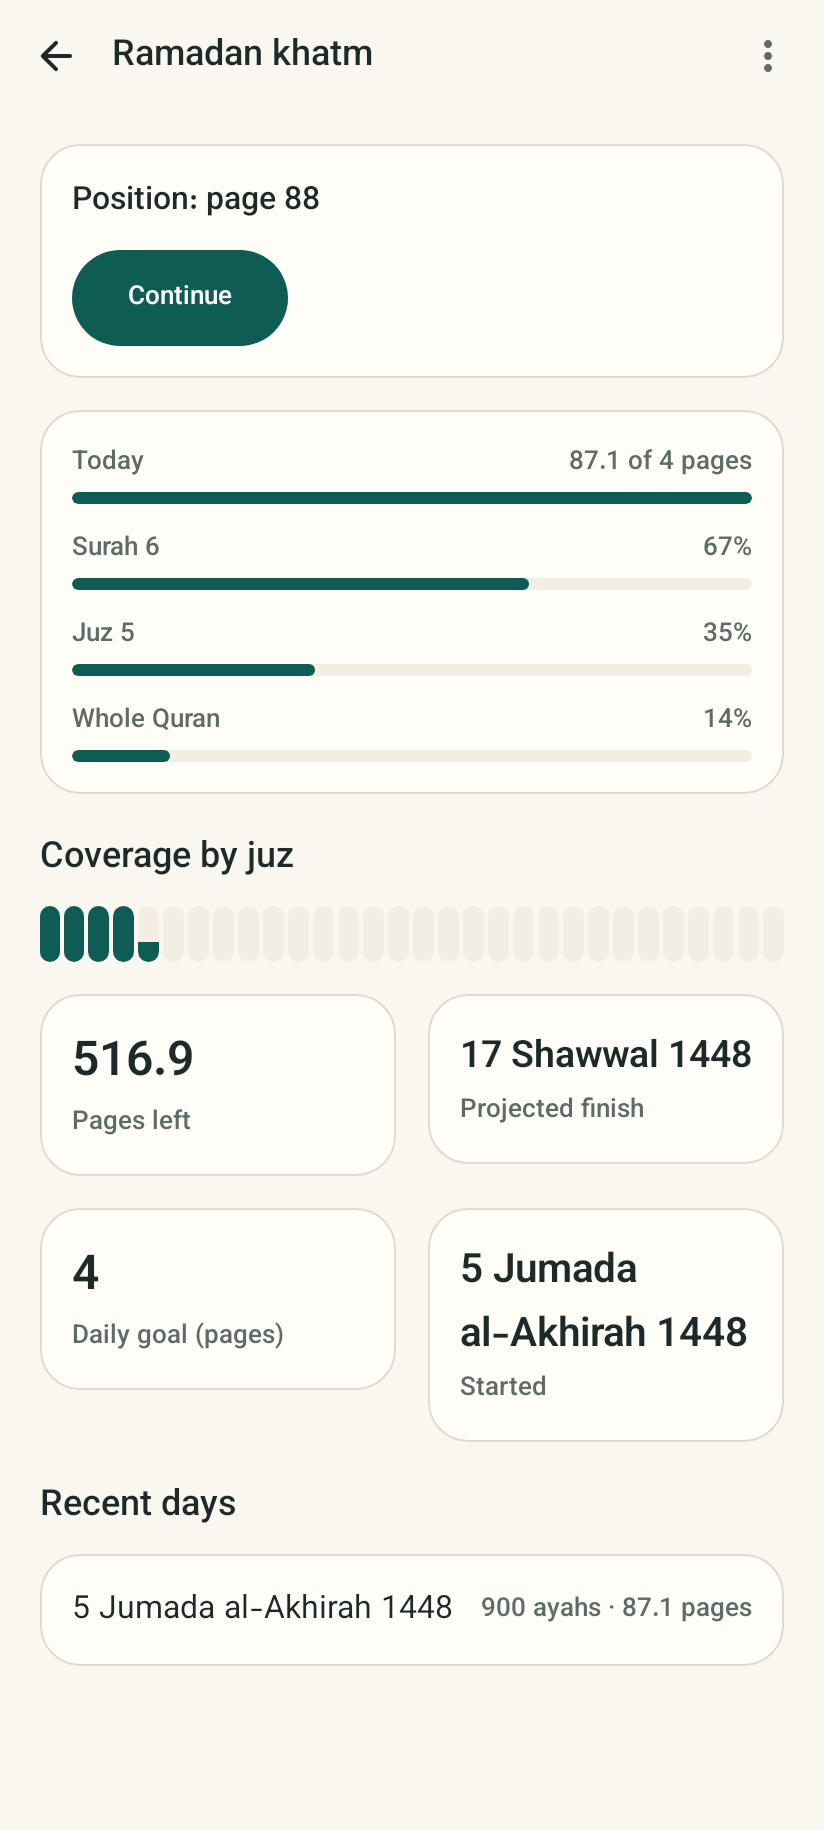 Ramadan khatm
Position: page 88
Continue
Today 87.1 of 4 pages
Surah 6 67%
Juz 5 35%
Whole Quran 14%
Coverage by juz
516.9
Pages left
17 Shawwal 1448
Projected finish
4
Daily goal (pages)
5 Jumada
al-Akhirah 1448
Started
Recent days
5 Jumada al-Akhirah 1448 900 ayahs · 87.1 pages